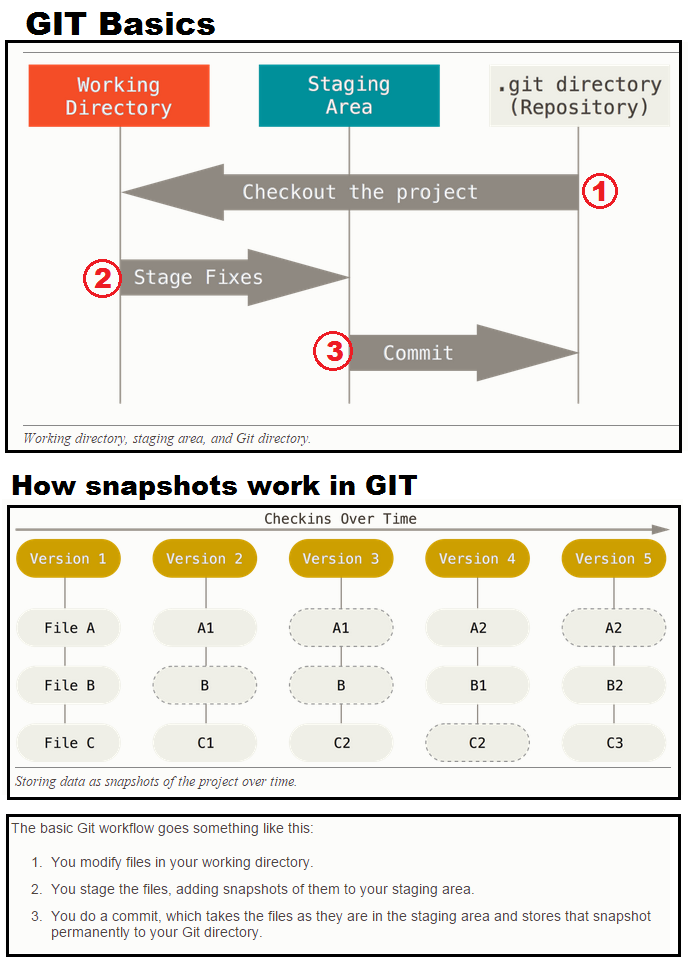 GIT Basics
Working
Directory
Staging
Area
.git directory
(Repository)
Checkout the project
1
2
Stage Fixes
3
Commit
Working directory, staging area, and Git directory.
How snapshots work in GIT
Checkins Over Time
Version 1 Version 2 Version 3 Version 4 Version 5
File A A1 A1 A2 A2
File B B B B1 B2
File C C1 C2 C2 C3
Storing data as snapshots of the project over time.
The basic Git workflow goes something like this:
1. You modify files in your working directory.
2. You stage the files, adding snapshots of them to your staging area.
3. You do a commit, which takes the files as they are in the staging area and stores that snapshot
permanently to your Git directory.